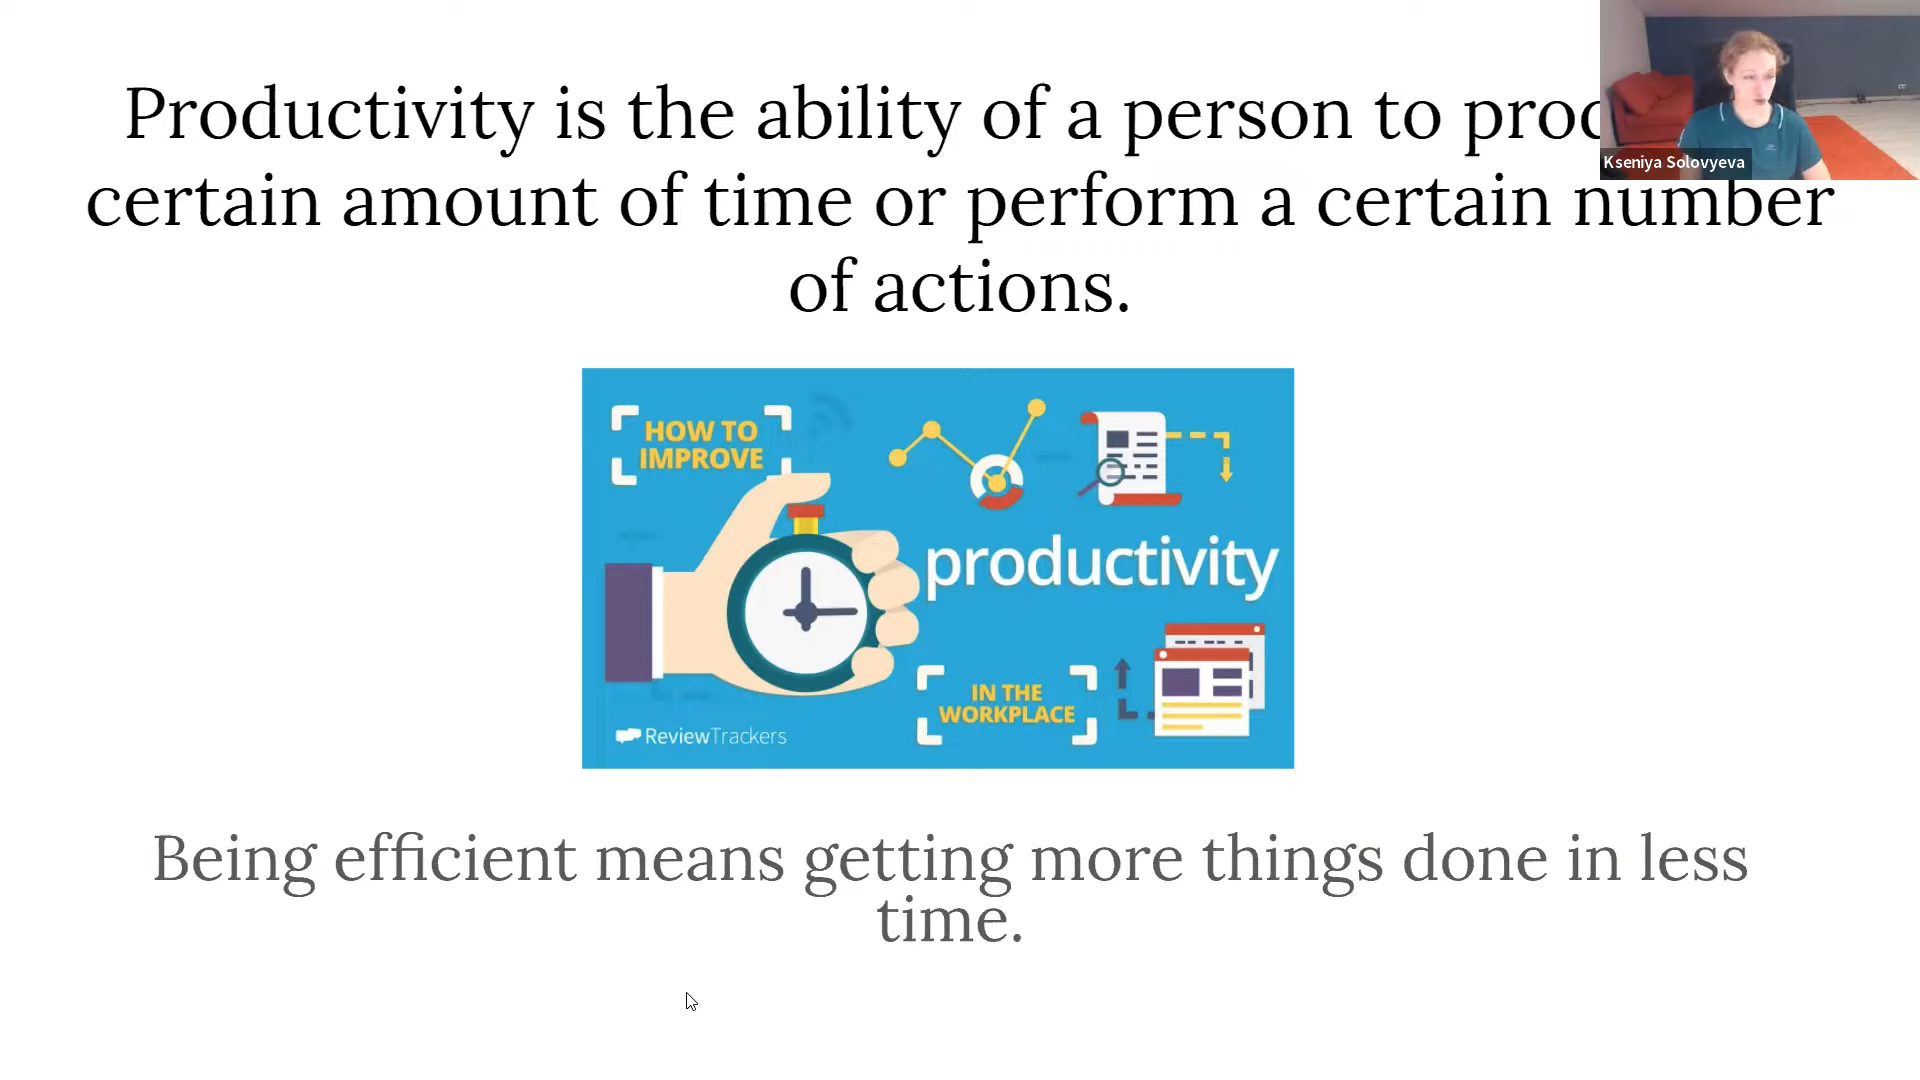 Productivity is the ability of a person to
certain amount of time or perform a certain number
of actions.
Kseniya Solovyeva
HOW TO
IMPROVE
productivity
IN THE
WORKPLACE
ReviewTrackers
Being efficient means getting more things done in less
time.